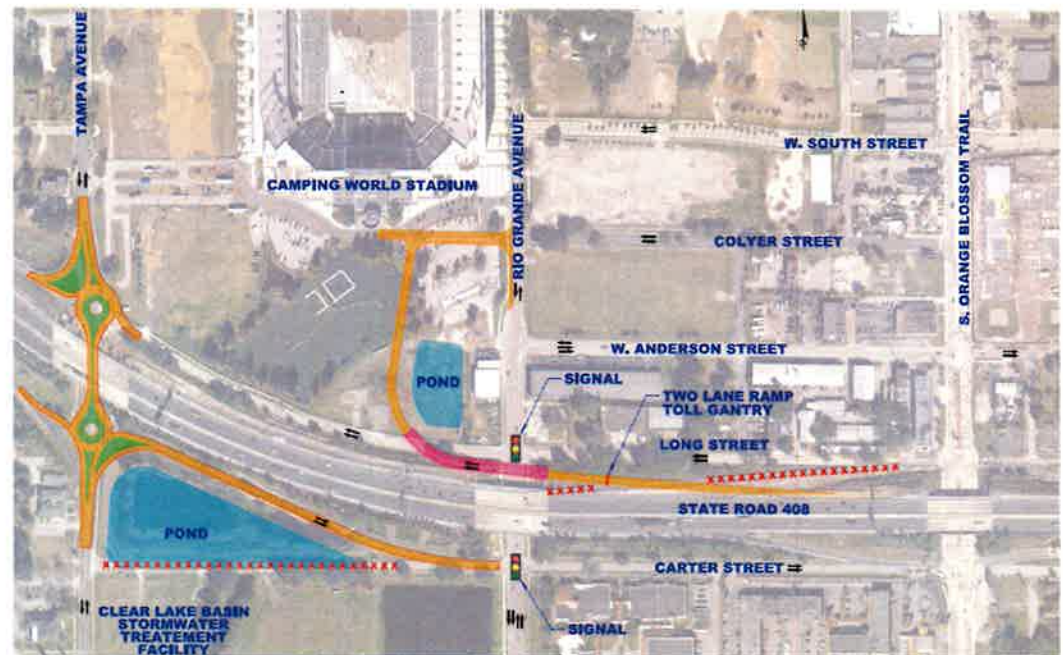 TAMPA AVENUE
CAMPING WORLD STADIUM
RIO GRANDE AVENUE
W. SOUTH STREET
S. ORANGE BLOSSOM TRAIL
COLYER STREET
W. ANDERSON STREET
POND
SIGNAL
TWO LANE RAMP
TOLL GANTRY
LONG STREET
STATE ROAD 408
POND
CARTER STREET
CLEAR LAKE BASIN
STORMWATER
TREATEMENT
FACILITY
SIGNAL